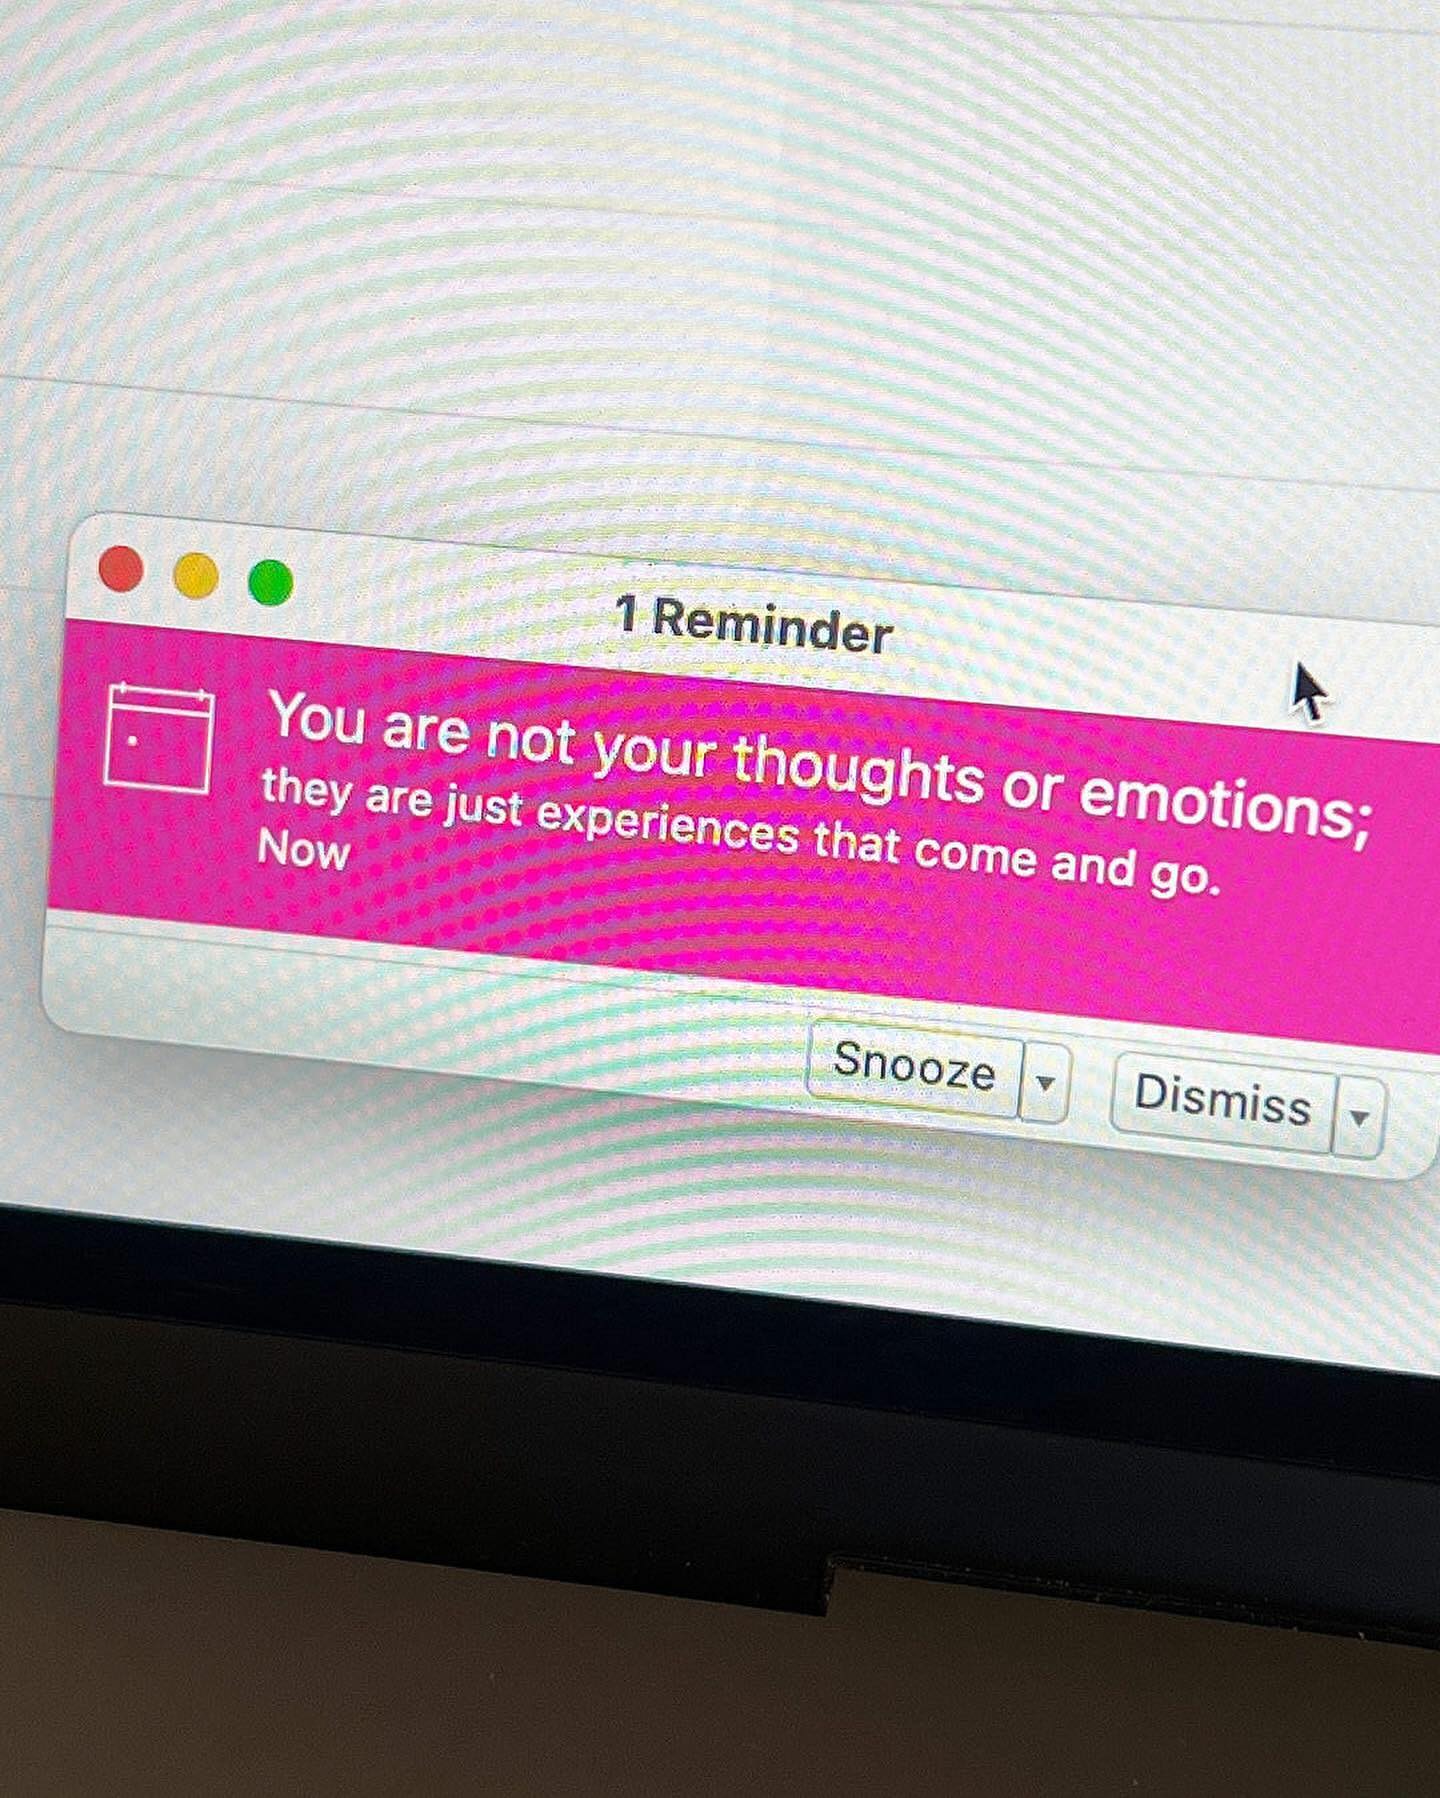 1 Reminder
You are not your thoughts or emotions;
they are just experiences that come and go.
Now
Snooze
Dismiss